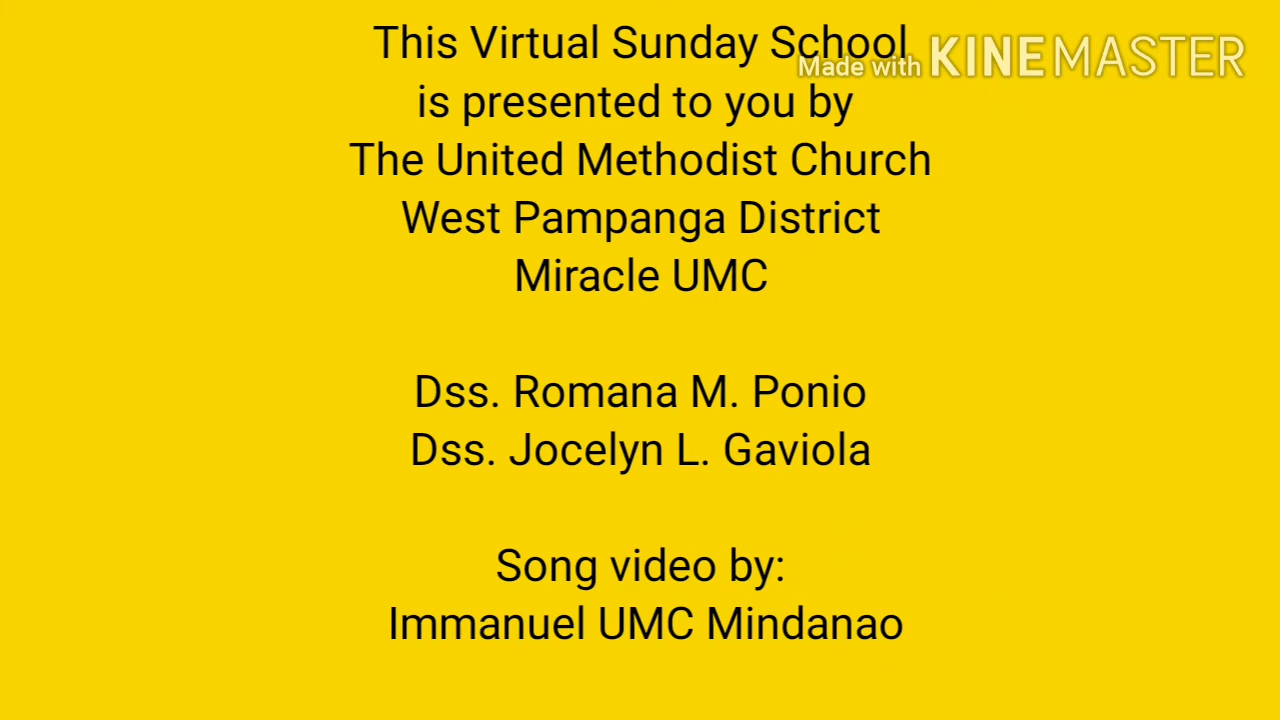 This Virtual Sunday School
Made with KINEMASTER
is presented to you by
The United Methodist Church
West Pampanga District
Miracle UMC
Dss. Romana M. Ponio
Dss. Jocelyn L. Gaviola
Song video by:
Immanuel UMC Mindanao